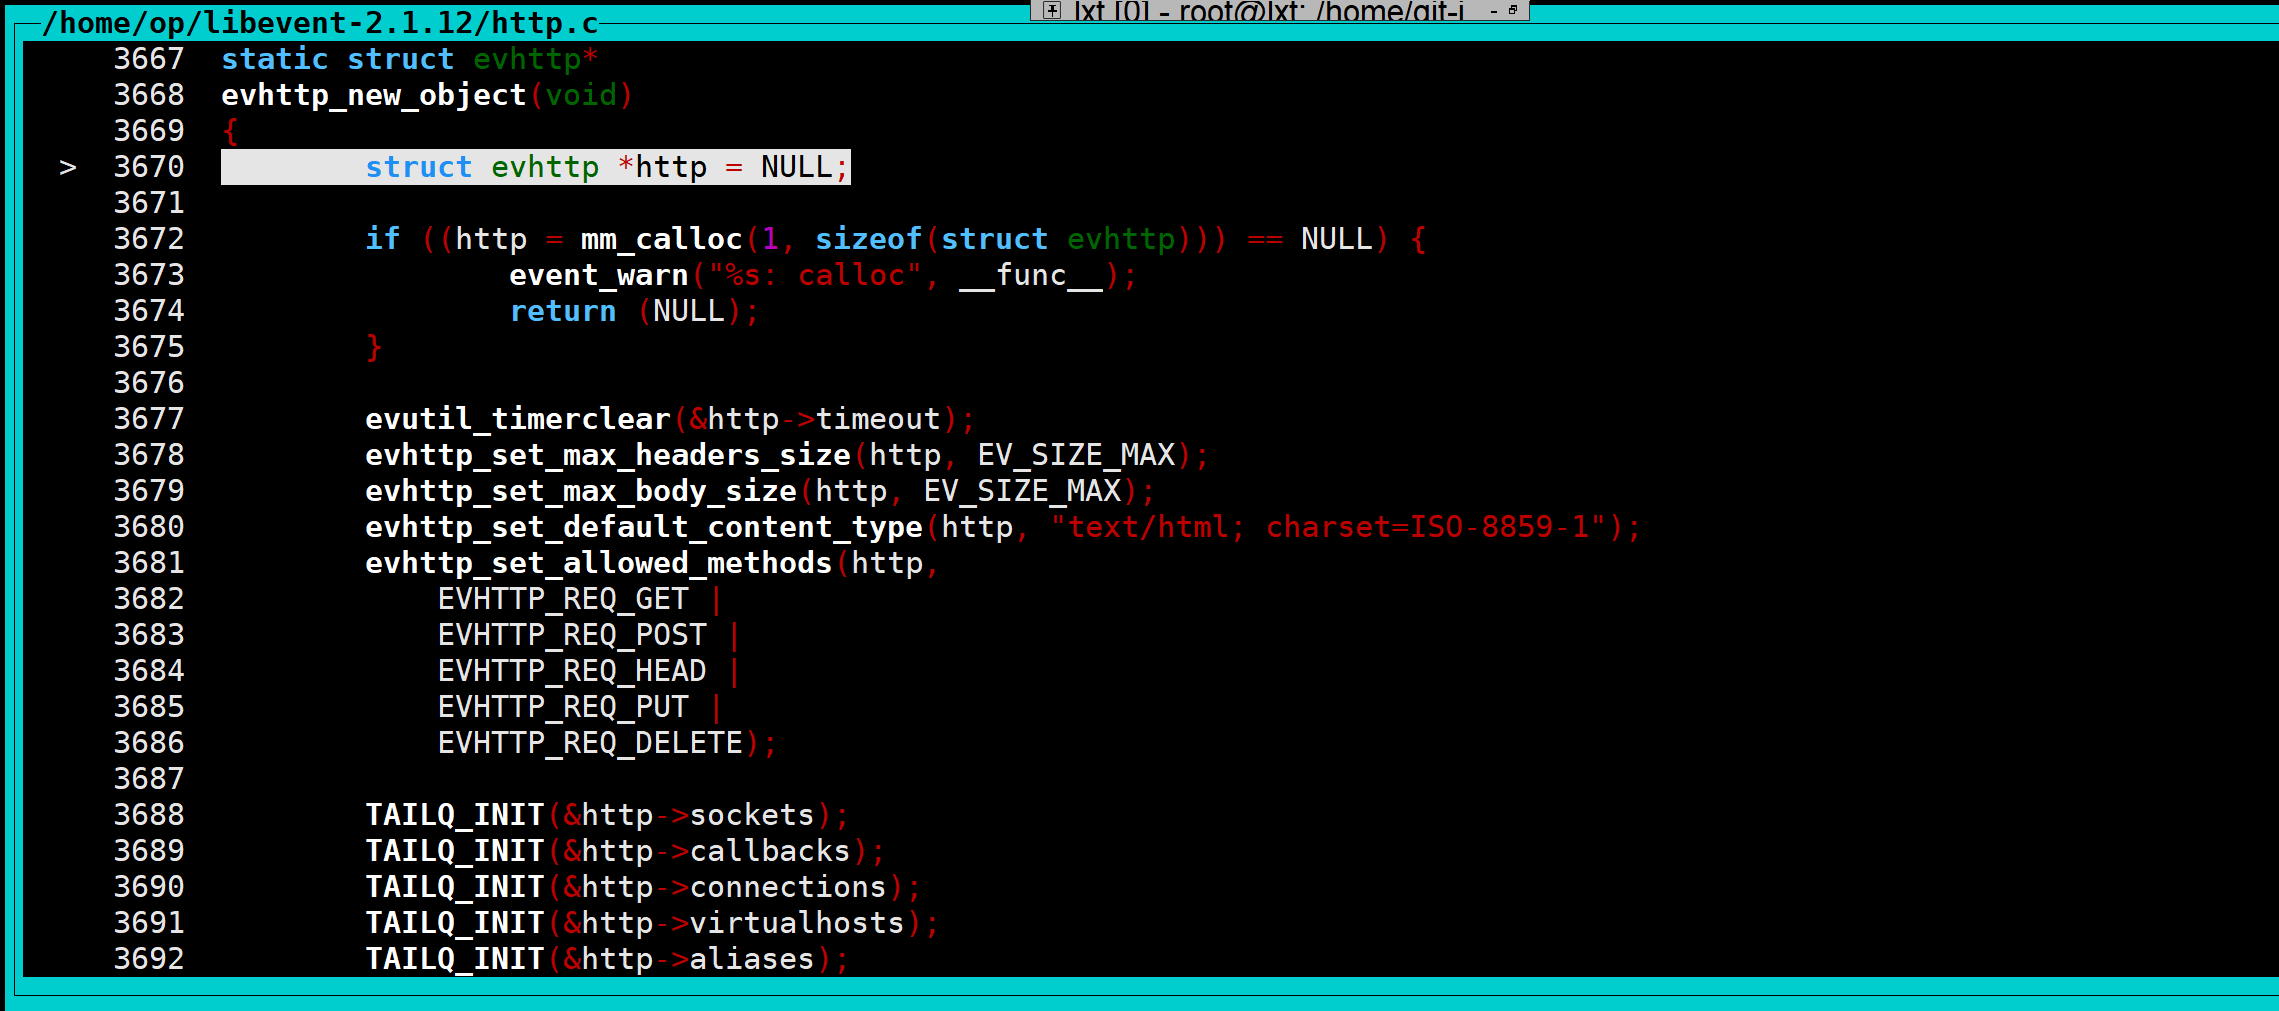 lxt [0] - root@lxt: /home/git-i
/home/op/libevent-2.1.12/http.c
3667 static struct evhttp*
3668 evhttp_new_object(void)
3669 {
> 3670 struct evhttp *http = NULL;
3671
3672 if ((http = mm_calloc(1, sizeof(struct evhttp))) == NULL) {
3673 event_warn("%s: calloc", __func__);
3674 return (NULL);
3675 }
3676
3677 evutil_timerclear(&http->timeout);
3678 evhttp_set_max_headers_size(http, EV_SIZE_MAX);
3679 evhttp_set_max_body_size(http, EV_SIZE_MAX);
3680 evhttp_set_default_content_type(http, "text/html; charset=ISO-8859-1");
3681 evhttp_set_allowed_methods(http,
3682 EVHTTP_REQ_GET |
3683 EVHTTP_REQ_POST |
3684 EVHTTP_REQ_HEAD |
3685 EVHTTP_REQ_PUT |
3686 EVHTTP_REQ_DELETE);
3687
3688 TAILQ_INIT(&http->sockets);
3689 TAILQ_INIT(&http->callbacks);
3690 TAILQ_INIT(&http->connections);
3691 TAILQ_INIT(&http->virtualhosts);
3692 TAILQ_INIT(&http->aliases);